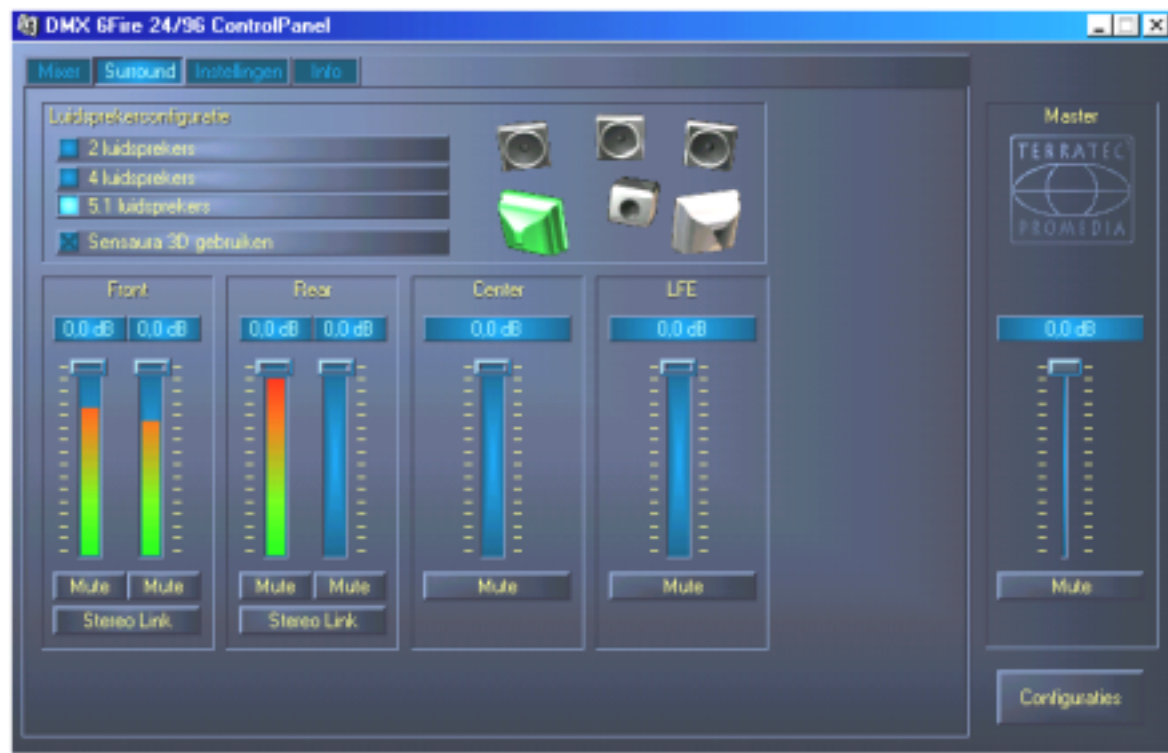 DMX 6Fire 24/96 ControlPanel
Mixer Surround Instellingen Info
Luidsprekerconfiguratie
2 luidsprekers
4 luidsprekers
5.1 luidsprekers
Sensaura 3D gebruiken
Master
TERRATEC
PROMEDIA
Front Rear Center LFE
0,0 dB 0,0 dB 0,0 dB 0,0 dB 0,0 dB 0,0 dB 0,0 dB
Mute Mute Mute Mute Mute Mute Mute
Stereo Link Stereo Link
Configuraties